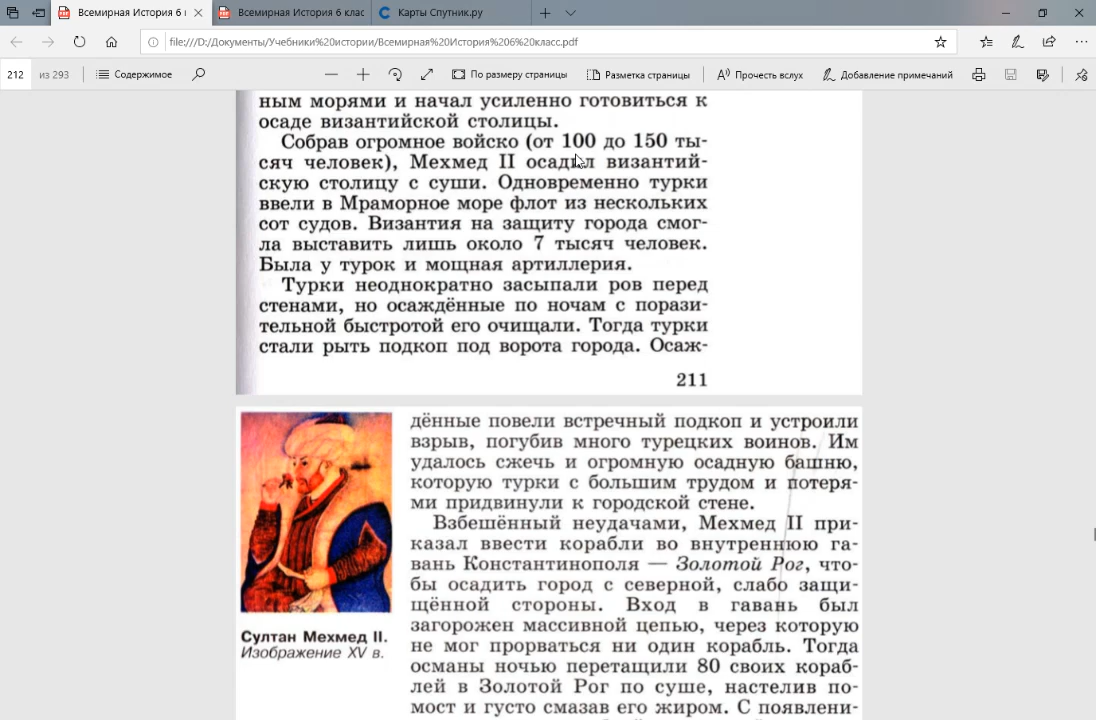 Всемирная История 6 к
Всемирная История 6 клас
Карты Спутник.ру
file:///D:/Документы/Учебники%20истории/Всемирная%20История%206%20класс.pdf
212 из 293 Содержимое По размеру страницы Разметка страницы Прочесть вслух Добавление примечаний
ным морями и начал усиленно готовиться к
осаде византийской столицы.
Собрав огромное войско (от 100 до 150 ты-
сяч человек), Мехмед II осадил византий-
скую столицу с суши. Одновременно турки
ввели в Мраморное море флот из нескольких
сот судов. Византия на защиту города смог-
ла выставить лишь около 7 тысяч человек.
Была у турок и мощная артиллерия.
Турки неоднократно засыпали ров перед
стенами, но осаждённые по ночам с порази-
тельной быстротой его очищали. Тогда турки
стали рыть подкоп под ворота города. Осаж-
211
дённые повели встречный подкоп и устроили
взрыв, погубив много турецких воинов. Им
удалось сжечь и огромную осадную башню,
которую турки с большим трудом и потеря-
ми придвинули к городской стене.
Взбешённый неудачами, Мехмед II при-
казал ввести корабли во внутреннюю га-
вань Константинополя — Золотой Рог, что-
бы осадить город с северной, слабо защи-
щённой стороны. Вход в гавань был
загорожен массивной цепью, через которую
не мог прорваться ни один корабль. Тогда
османы ночью перетащили 80 своих кораб-
лей в Золотой Рог по суше, настелив по-
мост и густо смазав его жиром. С появлени-
Султан Мехмед II.
Изображение XV в.